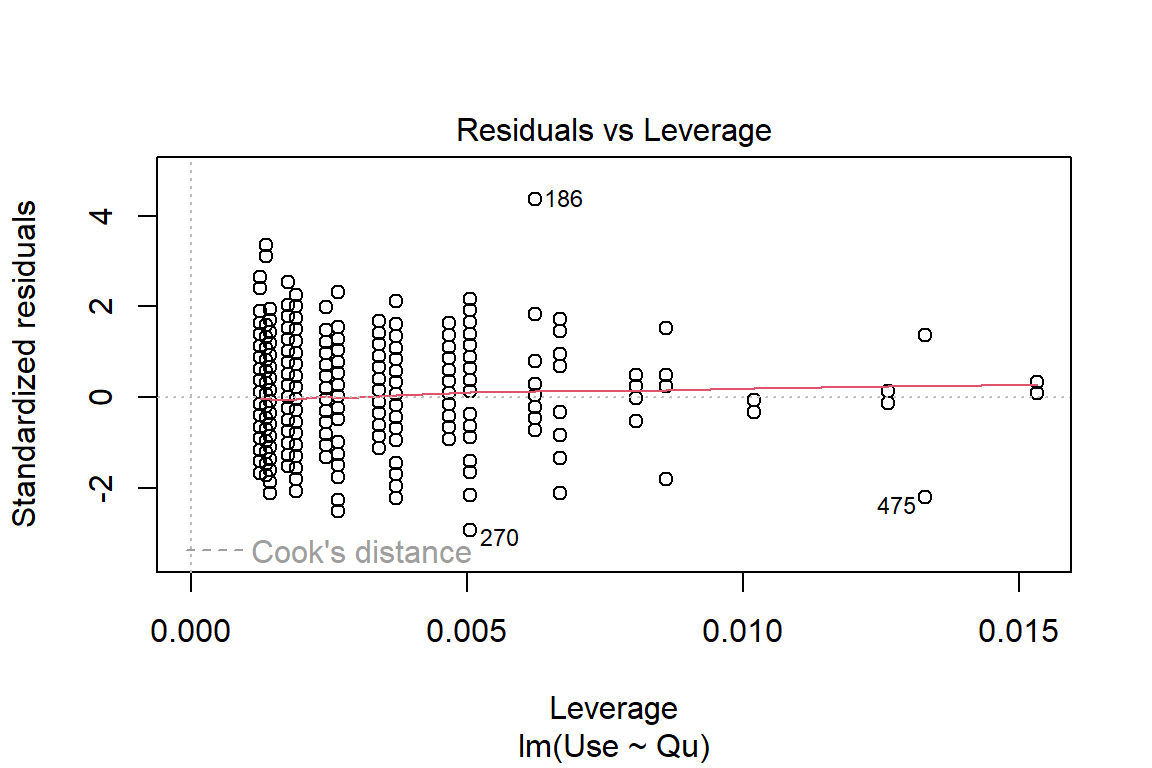 Residuals vs Leverage
Standardized residuals
4
2
0
-2
186
475
270
Cook's distance
0.000
0.005
0.010
0.015
Leverage
lm(Use ~ Qu)